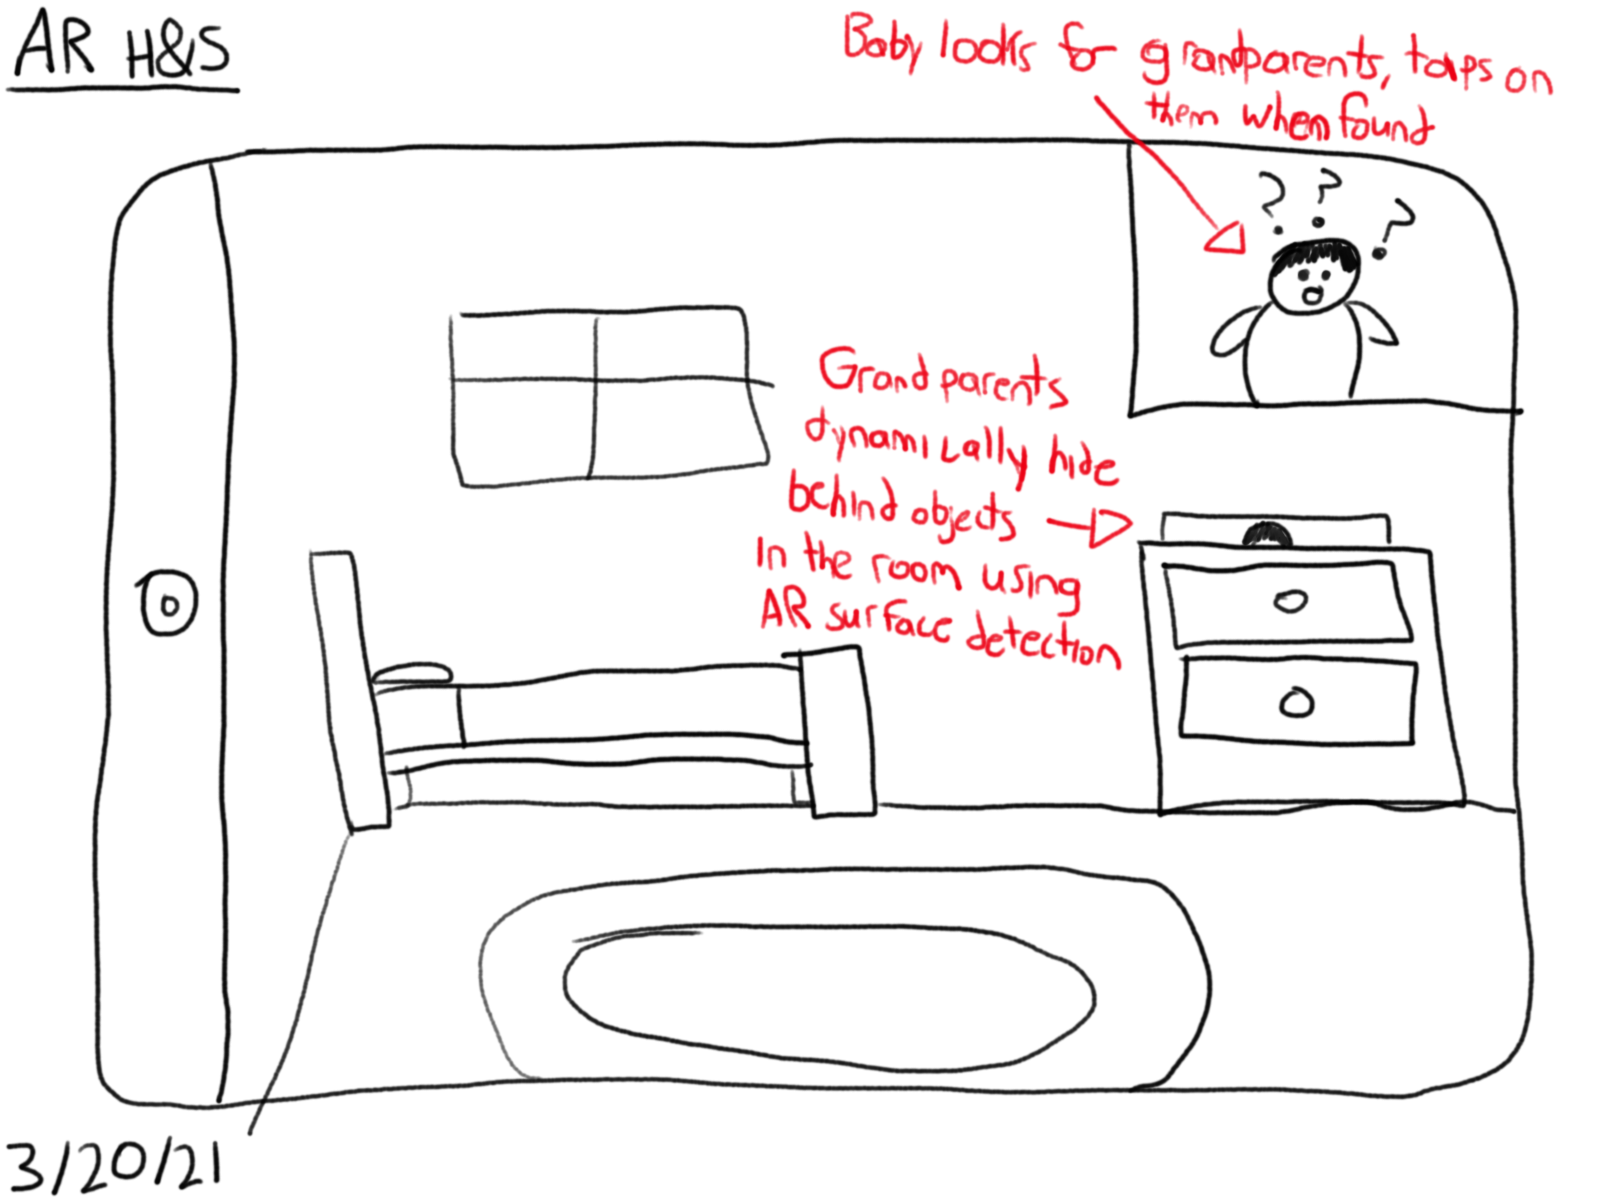 AR H&S
Baby looks for grandparents, taps on
them when found
? ? ?
Grandparents
dynamically hide
behind objects
In the room using
AR surface detection
3/20/21